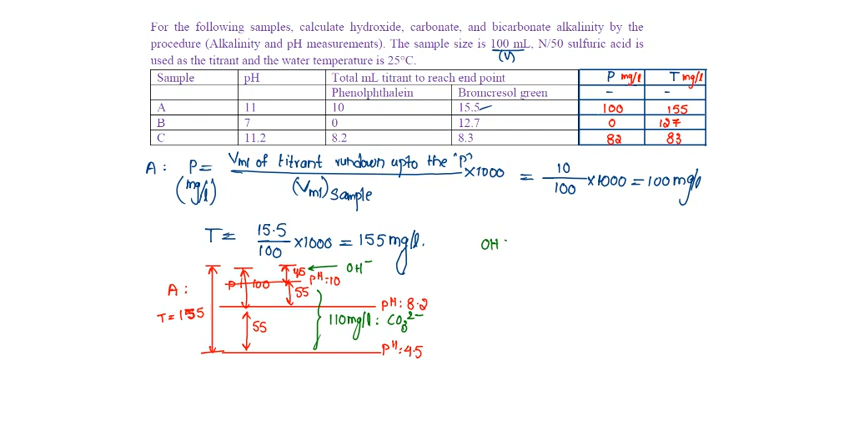 For the following samples, calculate hydroxide, carbonate, and bicarbonate alkalinity by the
procedure (Alkalinity and pH measurements). The sample size is 100 mL, N/50 sulfuric acid is
used as the titrant and the water temperature is 25°C.
(V)
Sample pH Total mL titrant to reach end point P mg/l T mg/l
Phenolphthalein Bromcresol green - -
A 11 10 15.5 100 155
B 7 0 12.7 0 127
C 11.2 8.2 8.3 82 83
A: P = Vml of titrant rundown upto the "P" ×1000 = 10 ×1000 = 100 mg/l
(mg/l) (Vml) sample 100
T = 15.5 ×1000 = 155 mg/l. OH-
100
45 ← OH-
P=100 pH:10
A: 55
T=155 pH: 8.2
55 110mg/l: CO3 2-
pH: 4.5